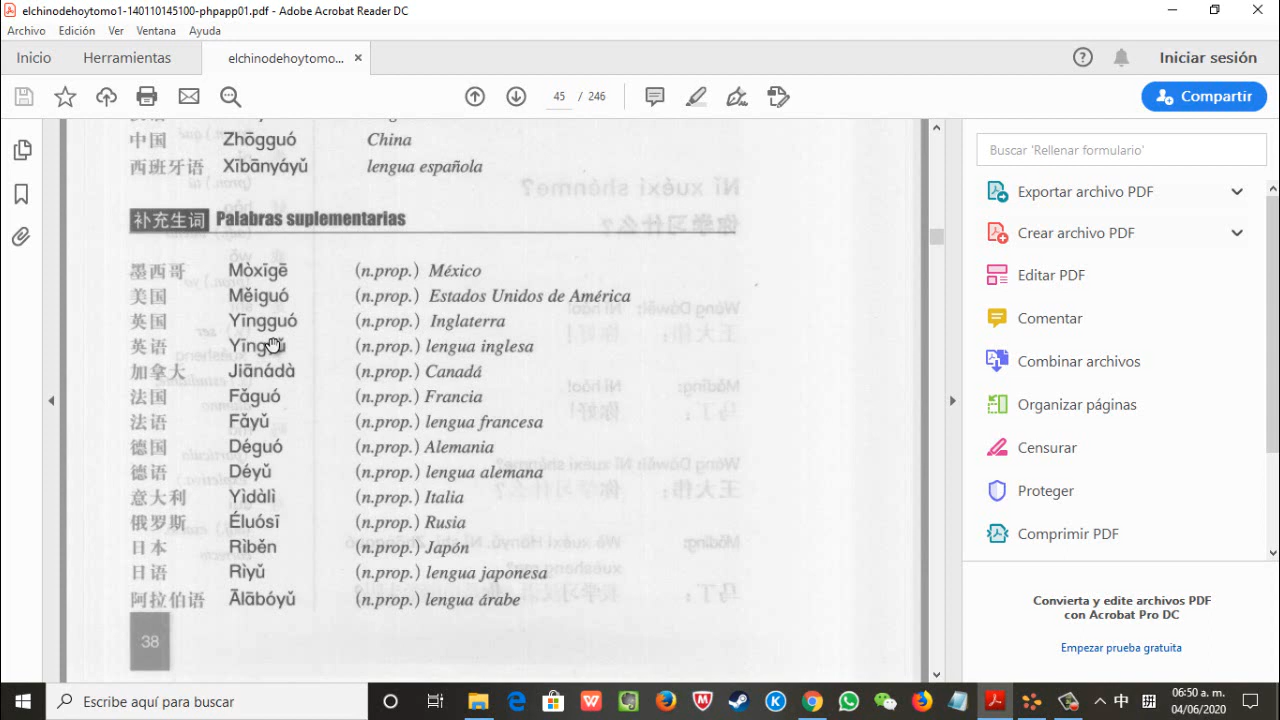 elchinodehoytomo1-140110145100-phpapp01.pdf - Adobe Acrobat Reader DC
Archivo Edición Ver Ventana Ayuda
Inicio Herramientas elchinodehoytomo... × Iniciar sesión
45 / 246 Compartir
中国 Zhōgguó China
西班牙语 Xībānyáyǔ lengua española
补充生词 Palabras suplementarias
墨西哥 Mòxīgē (n.prop.) México
美国 Měiguó (n.prop.) Estados Unidos de América
英国 Yīngguó (n.prop.) Inglaterra
英语 (n.prop.) lengua inglesa
加拿大 Jiānádà (n.prop.) Canadá
法国 Fǎguó (n.prop.) Francia
法语 Fǎyǔ (n.prop.) lengua francesa
德国 Déguó (n.prop.) Alemania
德语 Déyǔ (n.prop.) lengua alemana
意大利 Yìdàlì (n.prop.) Italia
俄罗斯 Éluósī (n.prop.) Rusia
日本 Rìběn (n.prop.) Japón
日语 Rìyǔ (n.prop.) lengua japonesa
阿拉伯语 Ālābóyǔ (n.prop.) lengua árabe
38
Buscar 'Rellenar formulario'
Exportar archivo PDF
Crear archivo PDF
Editar PDF
Comentar
Combinar archivos
Organizar páginas
Censurar
Proteger
Comprimir PDF
Convierta y edite archivos PDF
con Acrobat Pro DC
Empezar prueba gratuita
Escribe aquí para buscar
中 拼 06:50 a. m.
04/06/2020